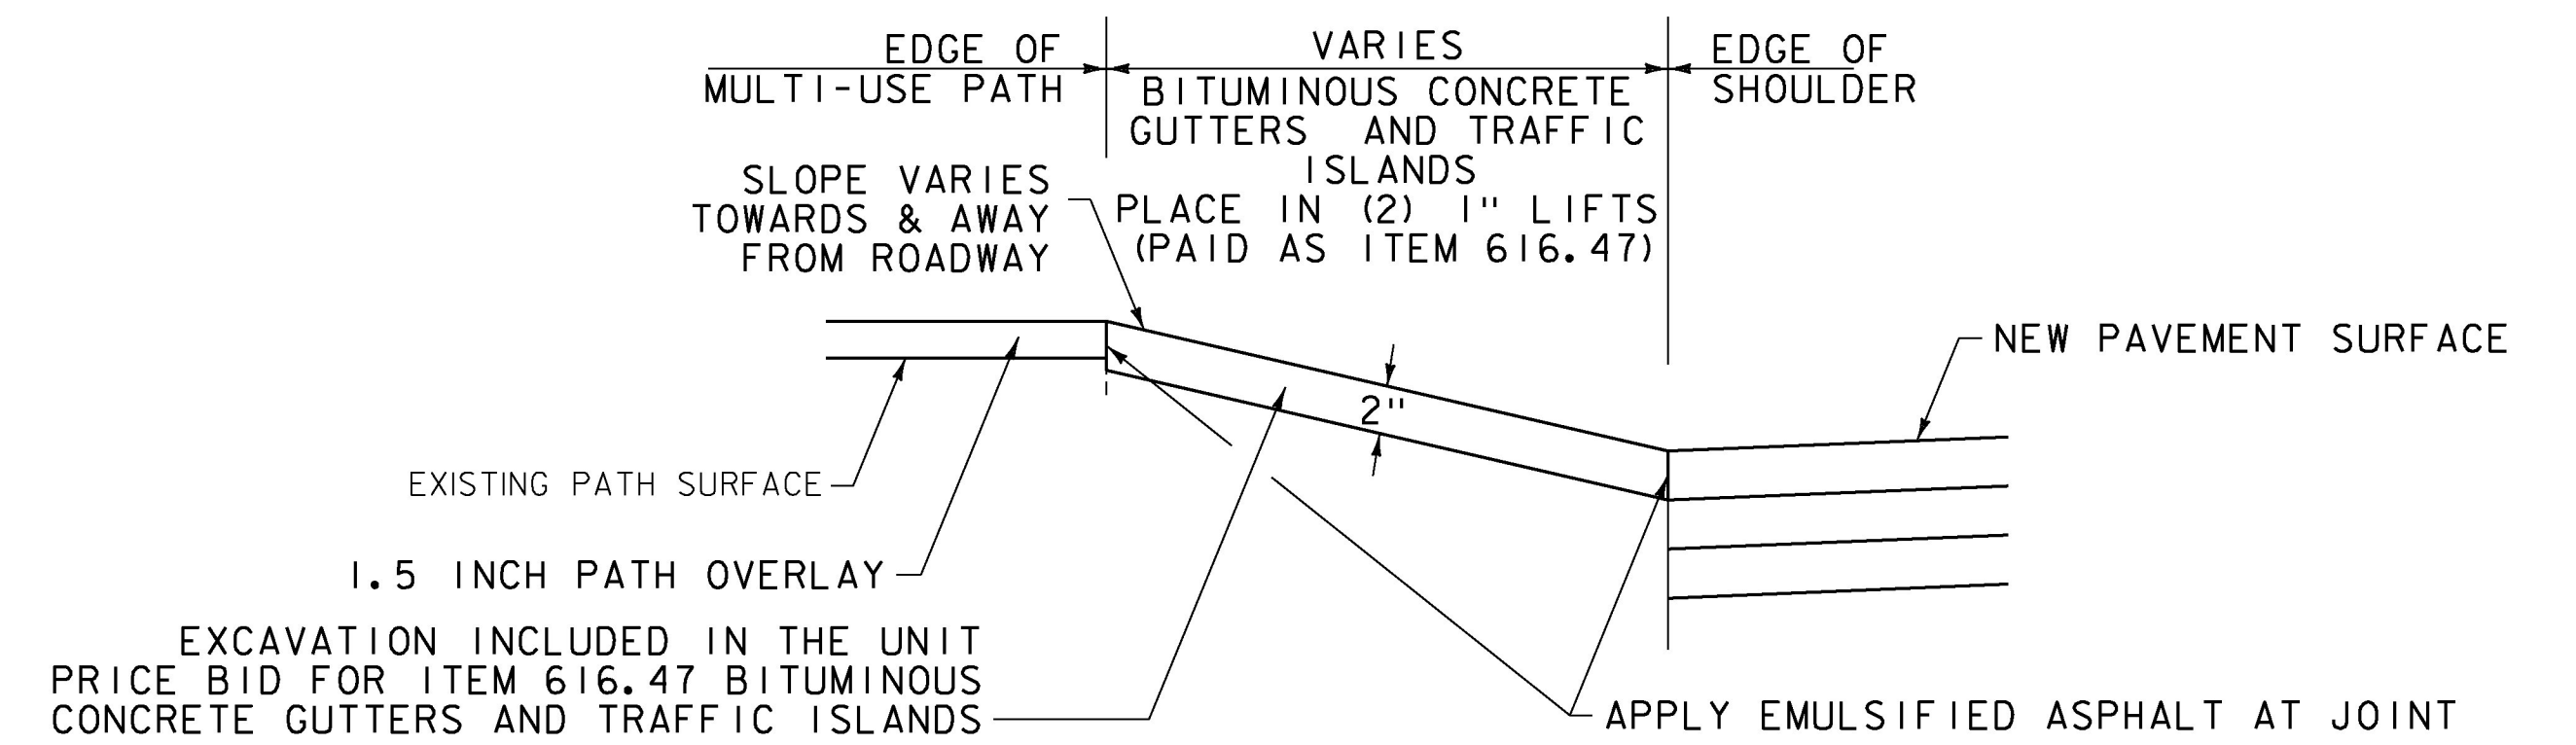 EDGE OF
MULTI-USE PATH
VARIES
BITUMINOUS CONCRETE
GUTTERS AND TRAFFIC
ISLANDS
PLACE IN (2) 1" LIFTS
(PAID AS ITEM 616.47)
EDGE OF
SHOULDER
SLOPE VARIES
TOWARDS & AWAY
FROM ROADWAY
NEW PAVEMENT SURFACE
2"
EXISTING PATH SURFACE
1.5 INCH PATH OVERLAY
EXCAVATION INCLUDED IN THE UNIT
PRICE BID FOR ITEM 616.47 BITUMINOUS
CONCRETE GUTTERS AND TRAFFIC ISLANDS
APPLY EMULSIFIED ASPHALT AT JOINT